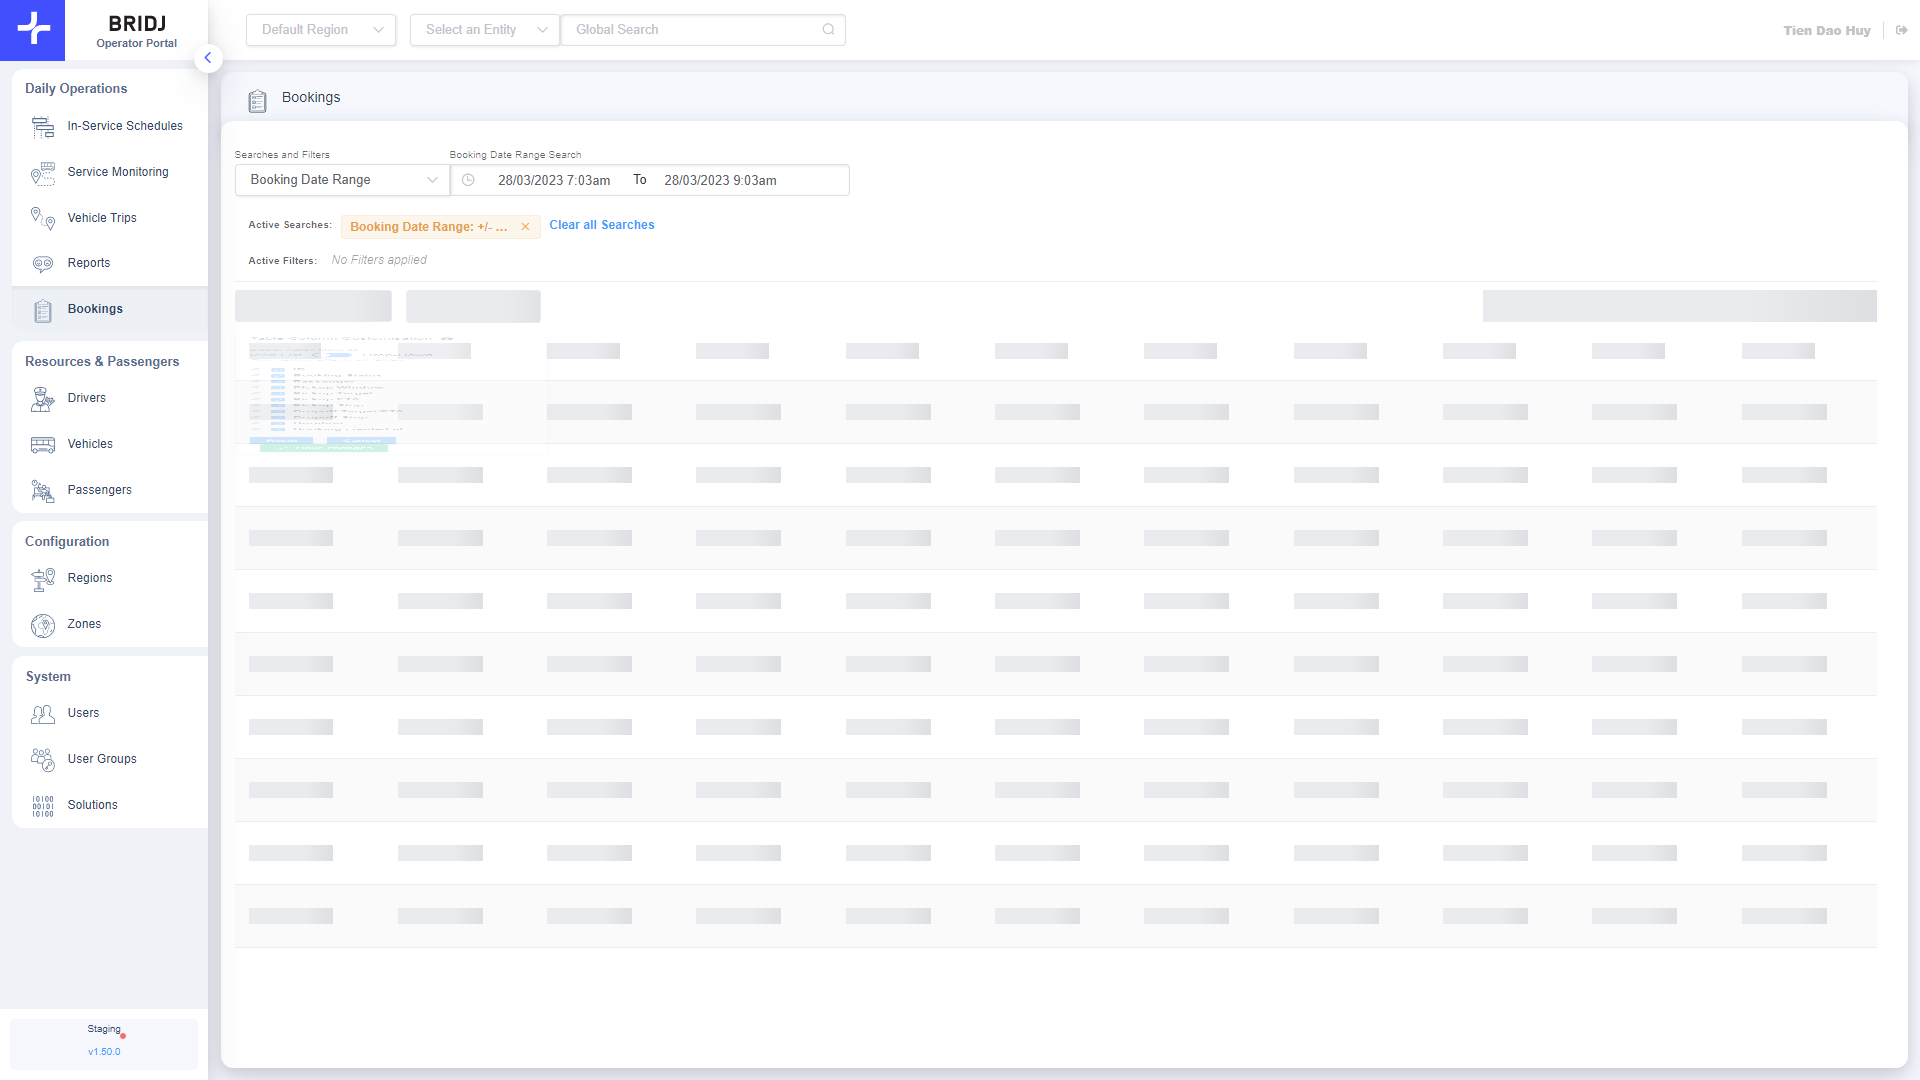 BRIDJ
Operator Portal
Default Region
Select an Entity
Global Search
Tien Dao Huy
Daily Operations
In-Service Schedules
Service Monitoring
Vehicle Trips
Reports
Bookings
Resources & Passengers
Drivers
Vehicles
Passengers
Configuration
Regions
Zones
System
Users
User Groups
Solutions
10100
00101
10100
Staging
v1.50.0
Bookings
Searches and Filters
Booking Date Range Search
Booking Date Range
28/03/2023 7:03am To 28/03/2023 9:03am
Active Searches: Booking Date Range: +/- ... Clear all Searches
Active Filters: No Filters applied